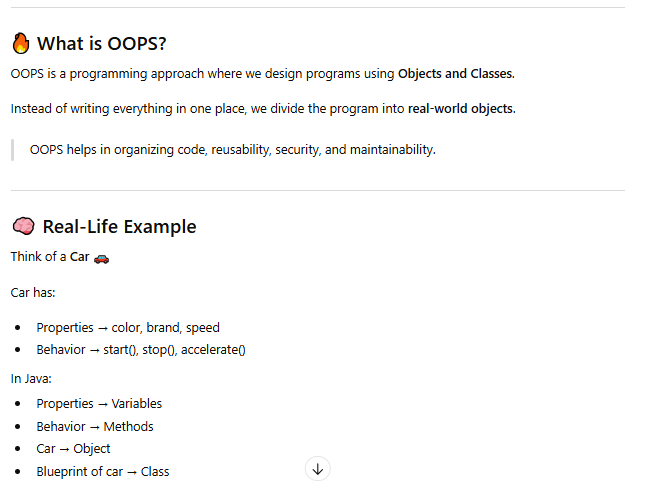 🔥 What is OOPS?
OOPS is a programming approach where we design programs using Objects and Classes.
Instead of writing everything in one place, we divide the program into real-world objects.
OOPS helps in organizing code, reusability, security, and maintainability.
🧠 Real-Life Example
Think of a Car 🚗
Car has:
• Properties → color, brand, speed
• Behavior → start(), stop(), accelerate()
In Java:
• Properties → Variables
• Behavior → Methods
• Car → Object
• Blueprint of car → Class